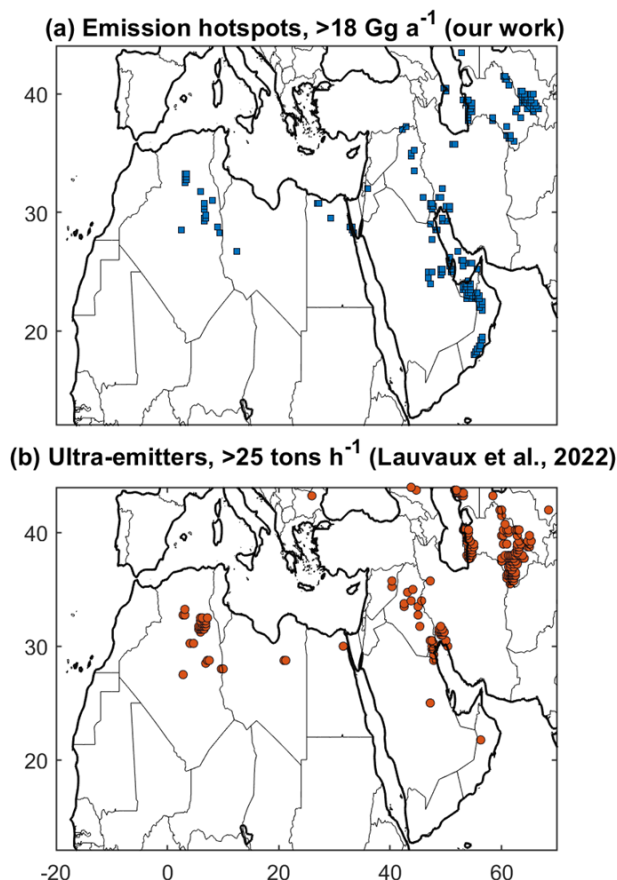 (a) Emission hotspots, >18 Gg a⁻¹ (our work)
40
30
20
(b) Ultra-emitters, >25 tons h⁻¹ (Lauvaux et al., 2022)
40
30
20
-20 0 20 40 60